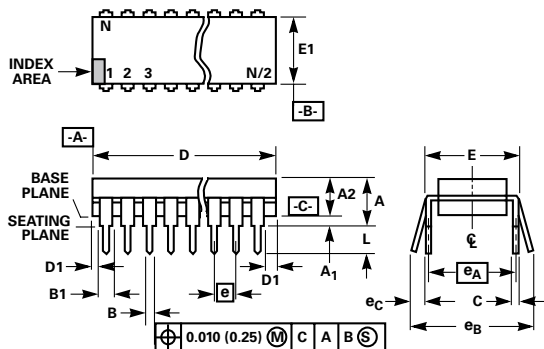 N
E1
INDEX
AREA
1 2 3 N/2
-B-
-A-
D
E
BASE
PLANE
A2
A
-C-
SEATING
PLANE
L
C L
A1
D1
D1
eA
B1
e
eC
C
B
eB
0.010 (0.25) M C A B S